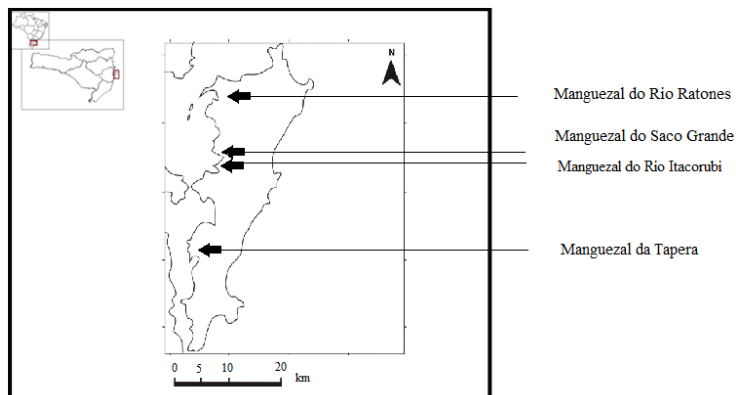 N
Manguezal do Rio Ratones
Manguezal do Saco Grande
Manguezal do Rio Itacorubi
Manguezal da Tapera
0 5 10 20
km